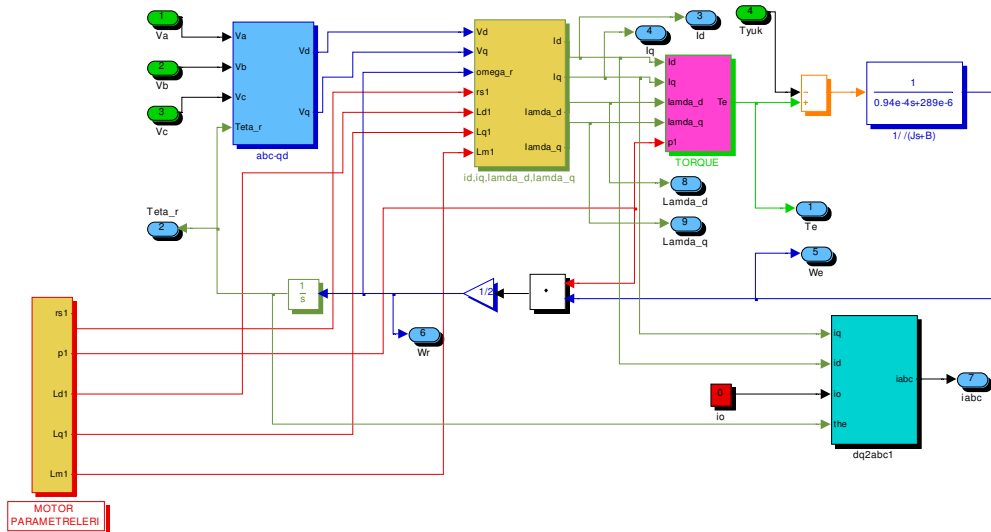 1
Va
2
Vb
3
Vc
Va
Vb
Vc
Teta_r
Vd
Vq
abc-qd
Vd
Vq
omega_r
rs1
Ld1
Lq1
Lm1
Id
Iq
lamda_d
lamda_q
id,iq,lamda_d,lamda_q
3
Id
4
Iq
Id
Iq
lamda_d
lamda_q
p1
Te
TORQUE
4
Tyuk
-
+
1
0.94e-4s+289e-6
1/ /(Js+B)
8
Lamda_d
9
Lamda_q
1
Te
5
We
Teta_r
2
1
s
1/2
6
Wr
rs1
p1
Ld1
Lq1
Lm1
MOTOR
PARAMETRELERI
0
io
iq
id
io
the
iabc
dq2abc1
7
iabc